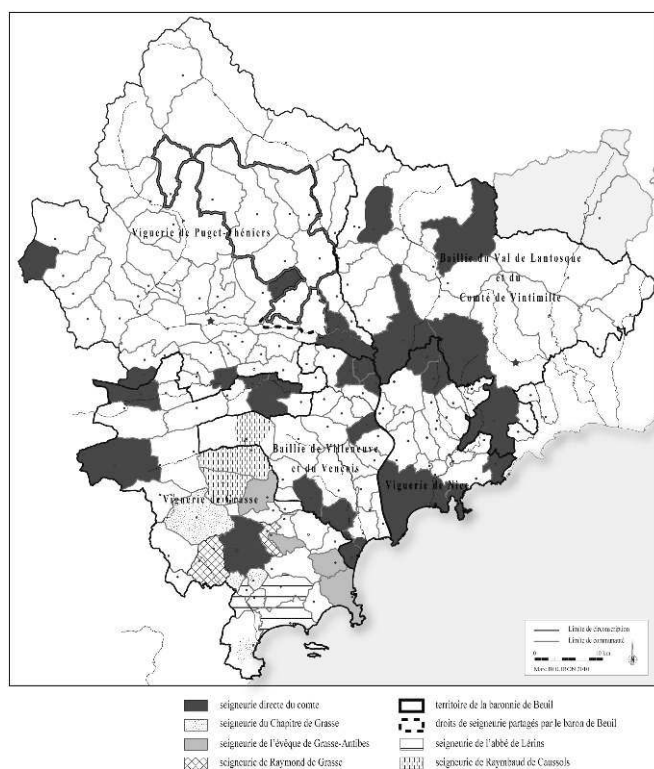 Viguerie de Puget-Théniers
Baillie du Val de Lantosque
et du
Comté de Vintimille
Baillie de Villeneuve
et du Vençois
Viguerie de Grasse
Viguerie de Nice
Limite de circonscription
Limite de communauté
0 10 km
seigneurie directe du comte
seigneurie du Chapitre de Grasse
seigneurie de l'évêque de Grasse-Antibes
seigneurie de Raymond de Grasse
territoire de la baronnie de Beuil
droits de seigneurie partagés par le baron de Beuil
seigneurie de l'abbé de Lérins
seigneurie de Raymbaud de Caussols